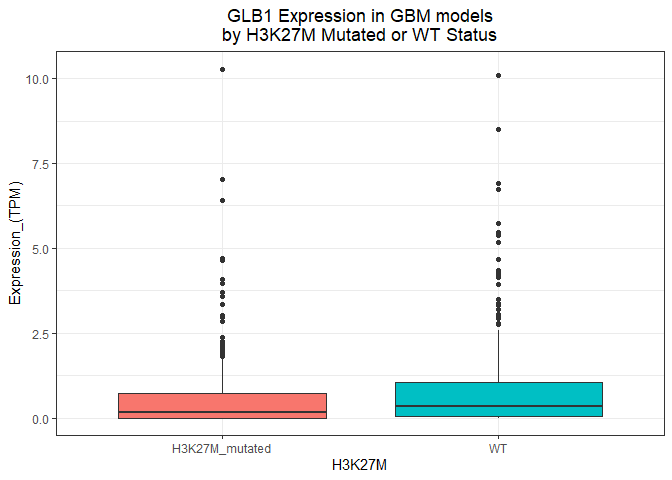 GLB1 Expression in GBM models
by H3K27M Mutated or WT Status
10.0
7.5
5.0
2.5
0.0
Expression_(TPM)
H3K27M_mutated
WT
H3K27M